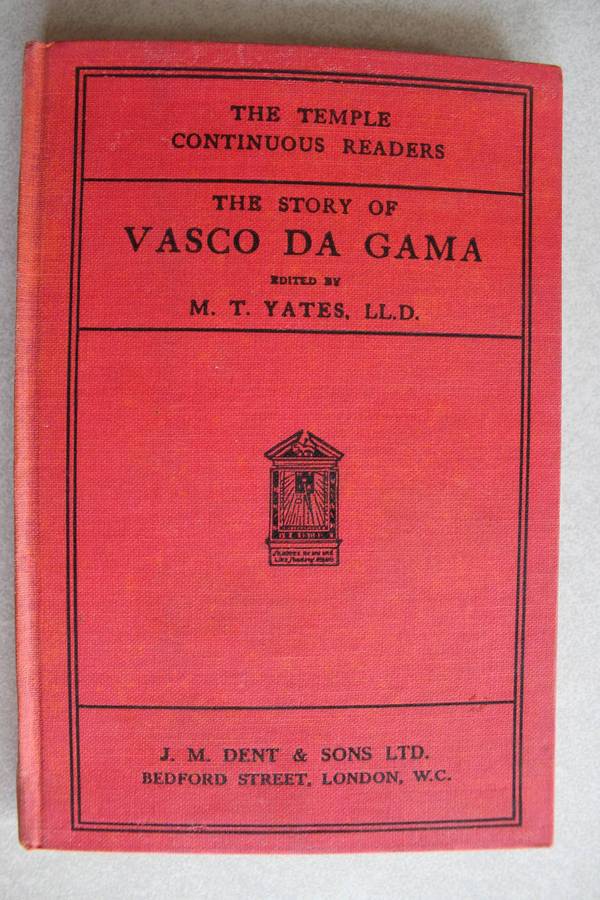 THE TEMPLE
CONTINUOUS READERS
THE STORY OF
VASCO DA GAMA
EDITED BY
M. T. YATES, LL.D.
J. M. DENT & SONS LTD.
BEDFORD STREET, LONDON, W.C.